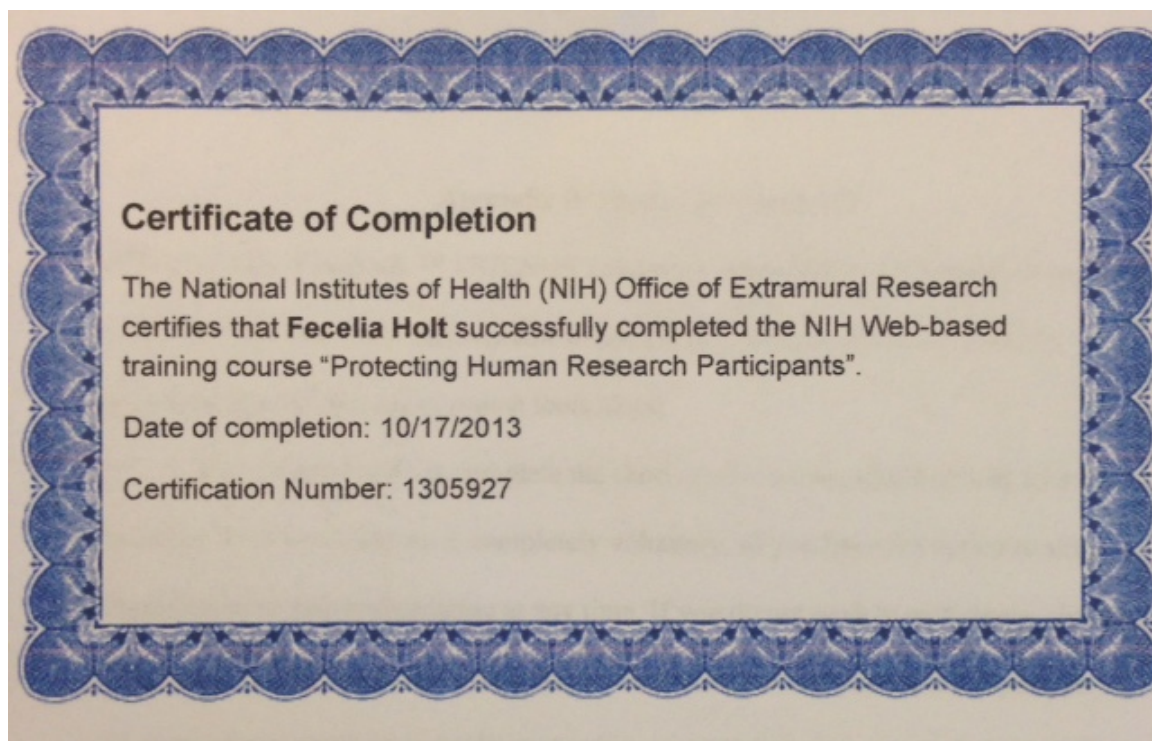 Certificate of Completion
The National Institutes of Health (NIH) Office of Extramural Research
certifies that Fecelia Holt successfully completed the NIH Web-based
training course “Protecting Human Research Participants”.
Date of completion: 10/17/2013
Certification Number: 1305927